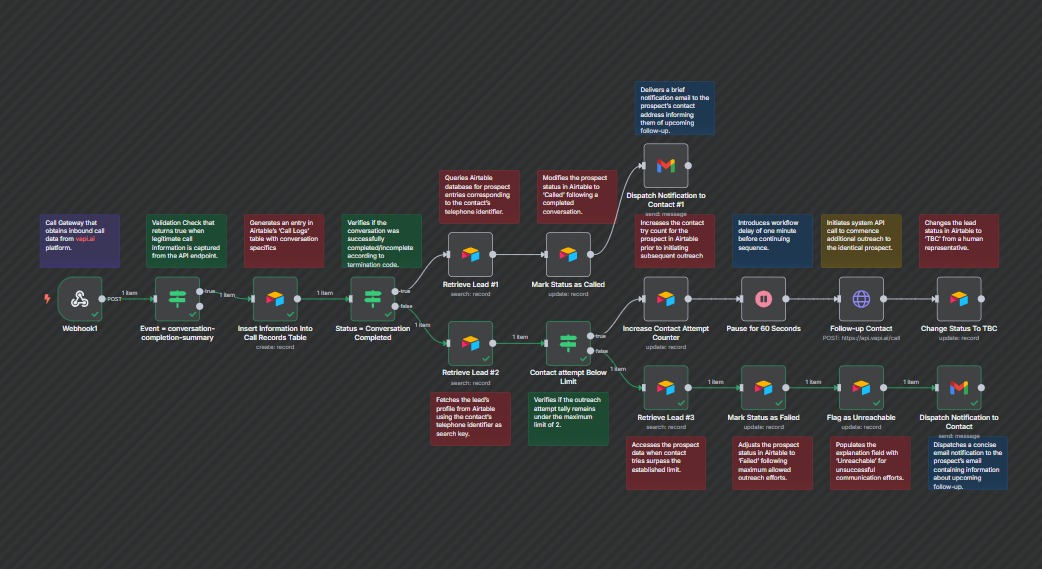 Delivers a brief
notification email to the
prospect's contact
address informing
them of upcoming
follow-up.
Dispatch Notification to
Contact #1
send: message
Queries Airtable
database for prospect
entries corresponding
to the contact's
telephone identifier.
Modifies the prospect
status in Airtable to
'Called' following a
completed
conversation.
Retrieve Lead #1
search: record
Mark Status as Called
update: record
Call Gateway that
obtains inbound call
data from vapi.ai
platform.
Validation Check that
returns true when
legitimate call
information is captured
from the API endpoint.
Generates an entry in
Airtable's 'Call Logs'
table with conversation
specifics
Verifies if the
conversation was
successfully
completed/incomplete
according to
termination code.
Increases the contact
try count for the
prospect in Airtable
prior to initiating
subsequent outreach
Introduces workflow
delay of one minute
before continuing
sequence.
Initiates system API
call to commence
additional outreach to
the identical prospect.
Changes the lead
status in Airtable to
'TBC' from a human
representative.
1 item
POST
Webhook1
true
1 item
Event = conversation-
completion-summary
1 item
Insert Information Into
Call Records Table
create: record
true
false
Status = Conversation
Completed
1 item
Retrieve Lead #2
search: record
1 item
true
false
Contact attempt Below
Limit
1 item
Increase Contact Attempt
Counter
update: record
Pause for 60 Seconds
Follow-up Contact
POST: https://api.vapi.ai/call
Change Status To TBC
update: record
Retrieve Lead #3
search: record
1 item
Mark Status as Failed
update: record
1 item
Flag as Unreachable
update: record
1 item
Dispatch Notification to
Contact
send: message
Fetches the lead's
profile from Airtable
using the contact's
telephone identifier as
search key.
Verifies if the outreach
attempt tally remains
under the maximum
limit of 2.
Accesses the prospect
data when contact
tries surpass the
established limit.
Adjusts the prospect
status in Airtable to
'Failed' following
maximum allowed
outreach efforts.
Populates the
explanation field with
'Unreachable' for
unsuccessful
communication efforts.
Dispatches a concise
email notification to the
prospect's email
containing information
about upcoming
follow-up.